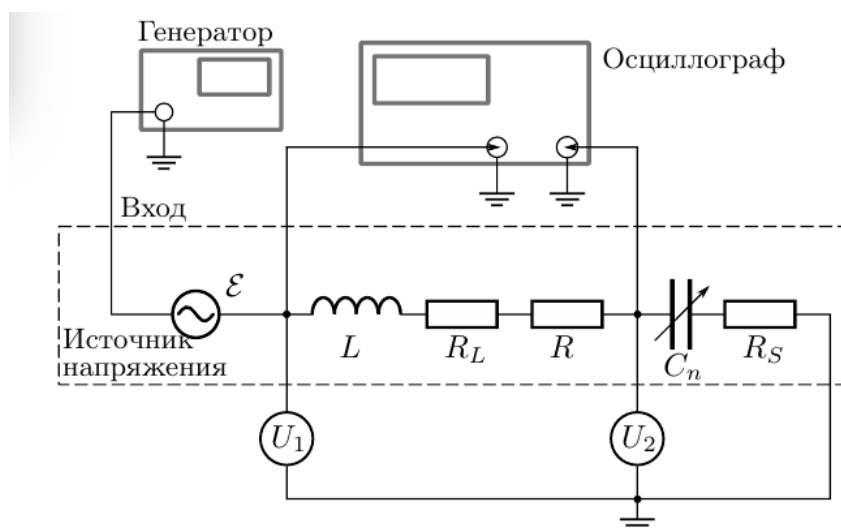 Генератор
Осциллограф
Вход
ℰ
Источник
напряжения
L
R_L
R
C_n
R_S
U_1
U_2